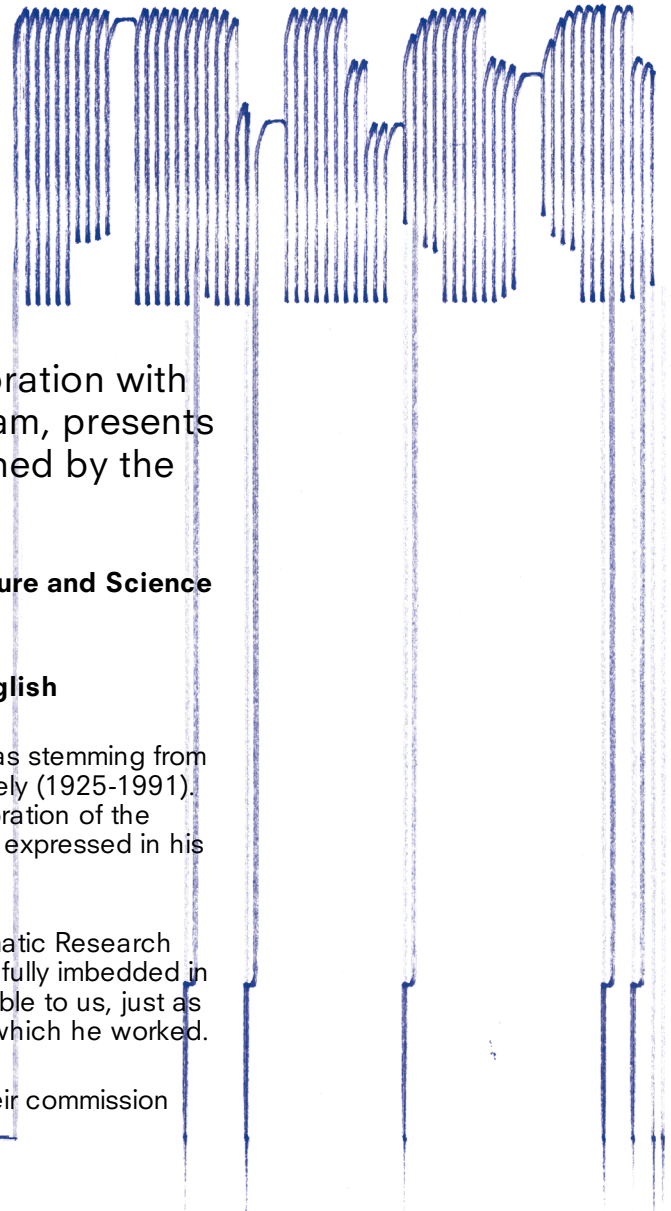 oration with
am, presents
ned by the
ure and Science
glish
as stemming from
ely (1925-1991).
oration of the
expressed in his
natic Research
fully imbedded in
ble to us, just as
which he worked.
eir commission